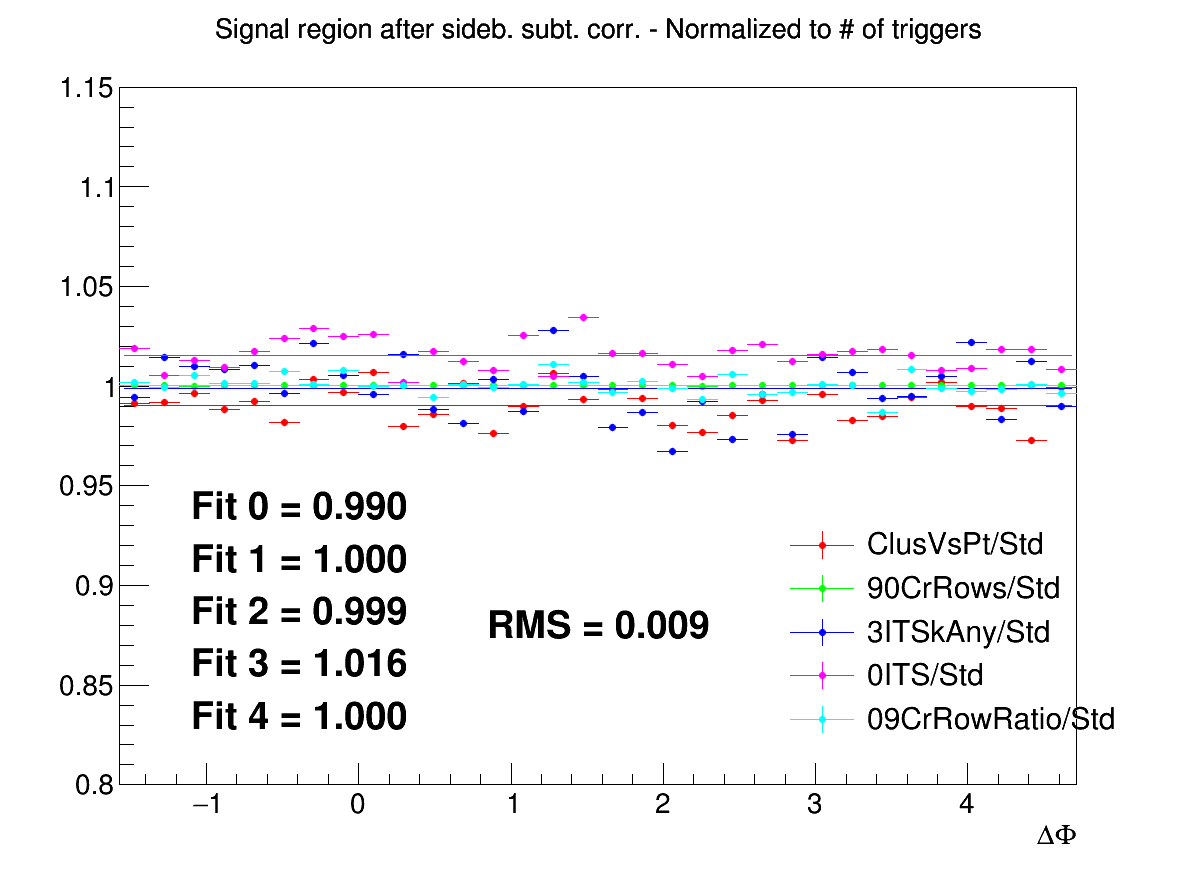 Signal region after sideb. subt. corr. - Normalized to # of triggers
1.15
1.1
1.05
1
0.95
0.9
0.85
0.8
Fit 0 = 0.990
Fit 1 = 1.000
Fit 2 = 0.999
Fit 3 = 1.016
Fit 4 = 1.000
RMS = 0.009
ClusVsPt/Std
90CrRows/Std
3ITSkAny/Std
0ITS/Std
09CrRowRatio/Std
−1 0 1 2 3 4
ΔΦ